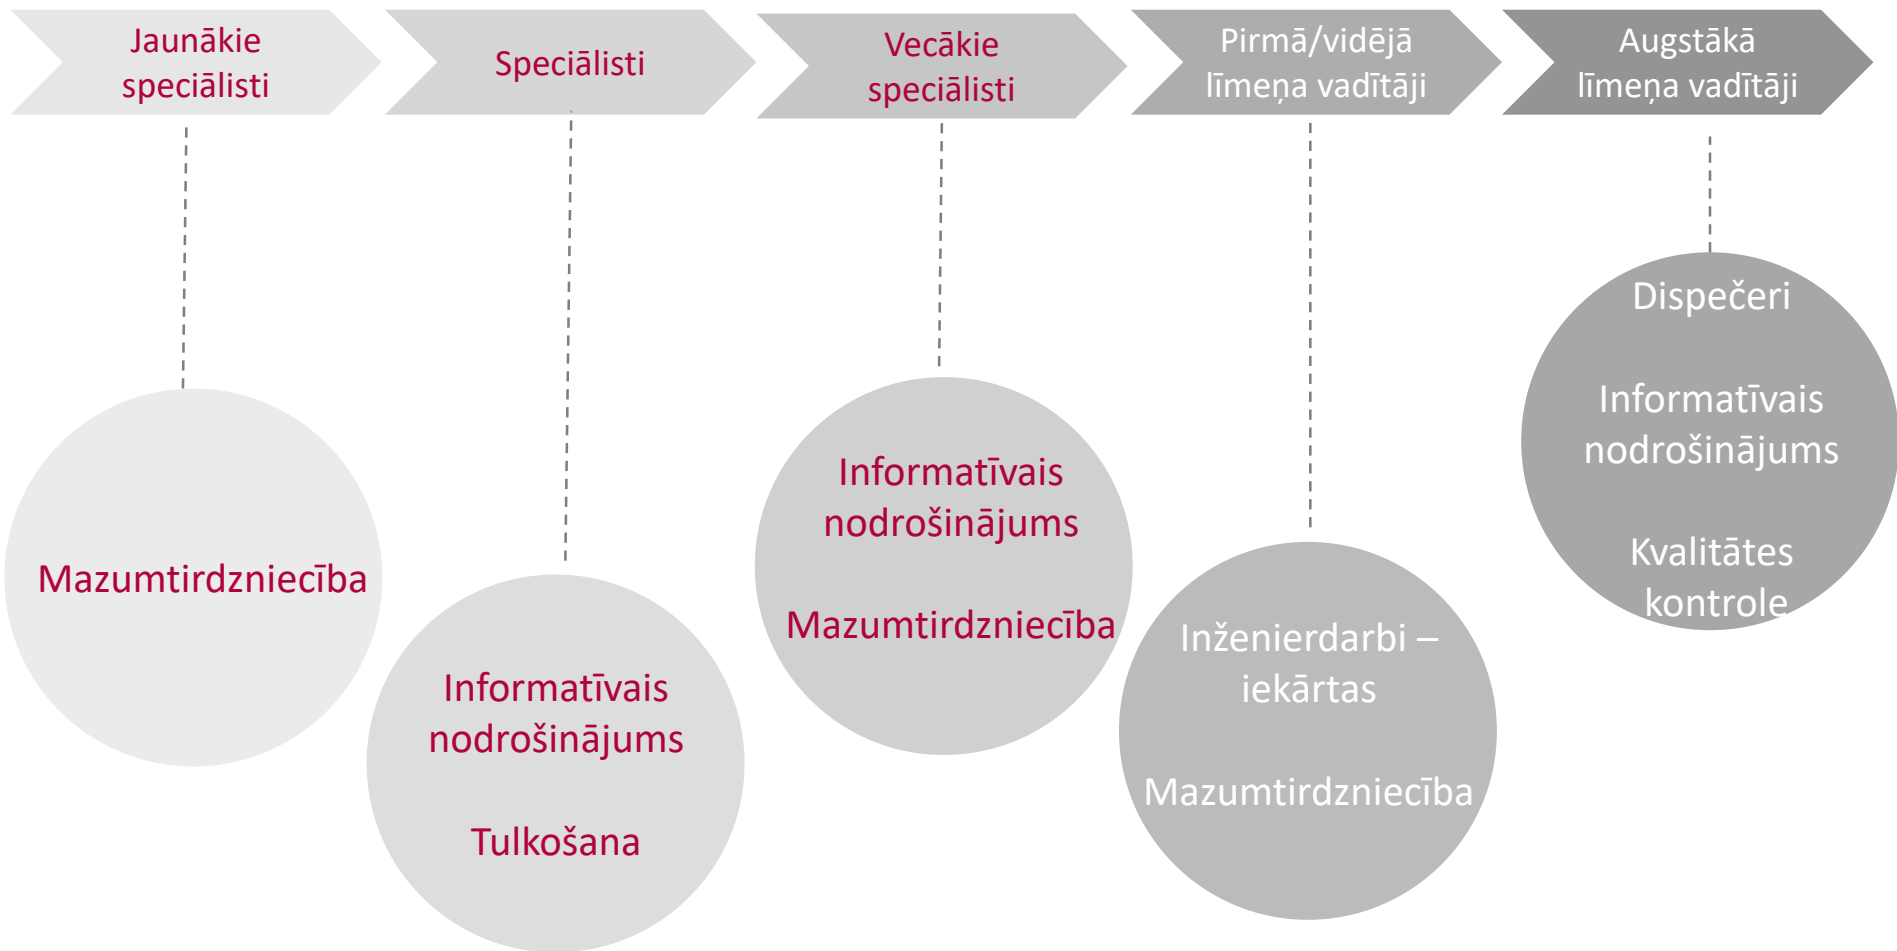 Jaunākie
speciālisti
Speciālisti
Vecākie
speciālisti
Pirmā/vidējā
līmeņa vadītāji
Augstākā
līmeņa vadītāji
Mazumtirdzniecība
Informatīvais
nodrošinājums
Tulkošana
Informatīvais
nodrošinājums
Mazumtirdzniecība
Inženierdarbi –
iekārtas
Mazumtirdzniecība
Dispečeri
Informatīvais
nodrošinājums
Kvalitātes
kontrole